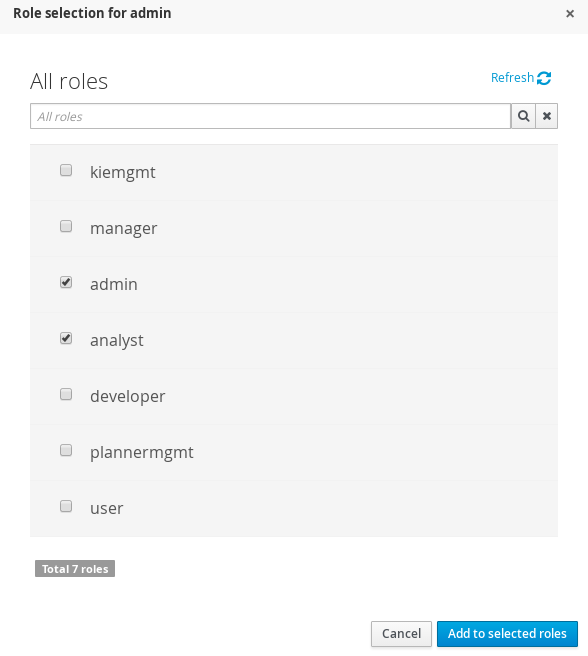 Role selection for admin
All roles
Refresh
All roles
kiemgmt
manager
admin
analyst
developer
plannermgmt
user
Total 7 roles
Cancel
Add to selected roles